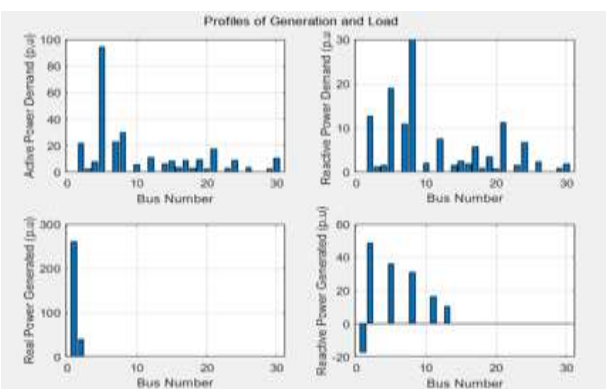 Profiles of Generation and Load
Active Power Demand (p,u)
100
80
60
40
20
0
0 10 20 30
Bus Number
Reactive Power Demand (p.u
30
20
10
0
0 10 20 30
Bus Number
Real Power Generated (p.u)
300
200
100
0
0 10 20 30
Bus Number
Reactive Power Generated (p.u)
60
40
20
0
-20
0 10 20 30
Bus Number